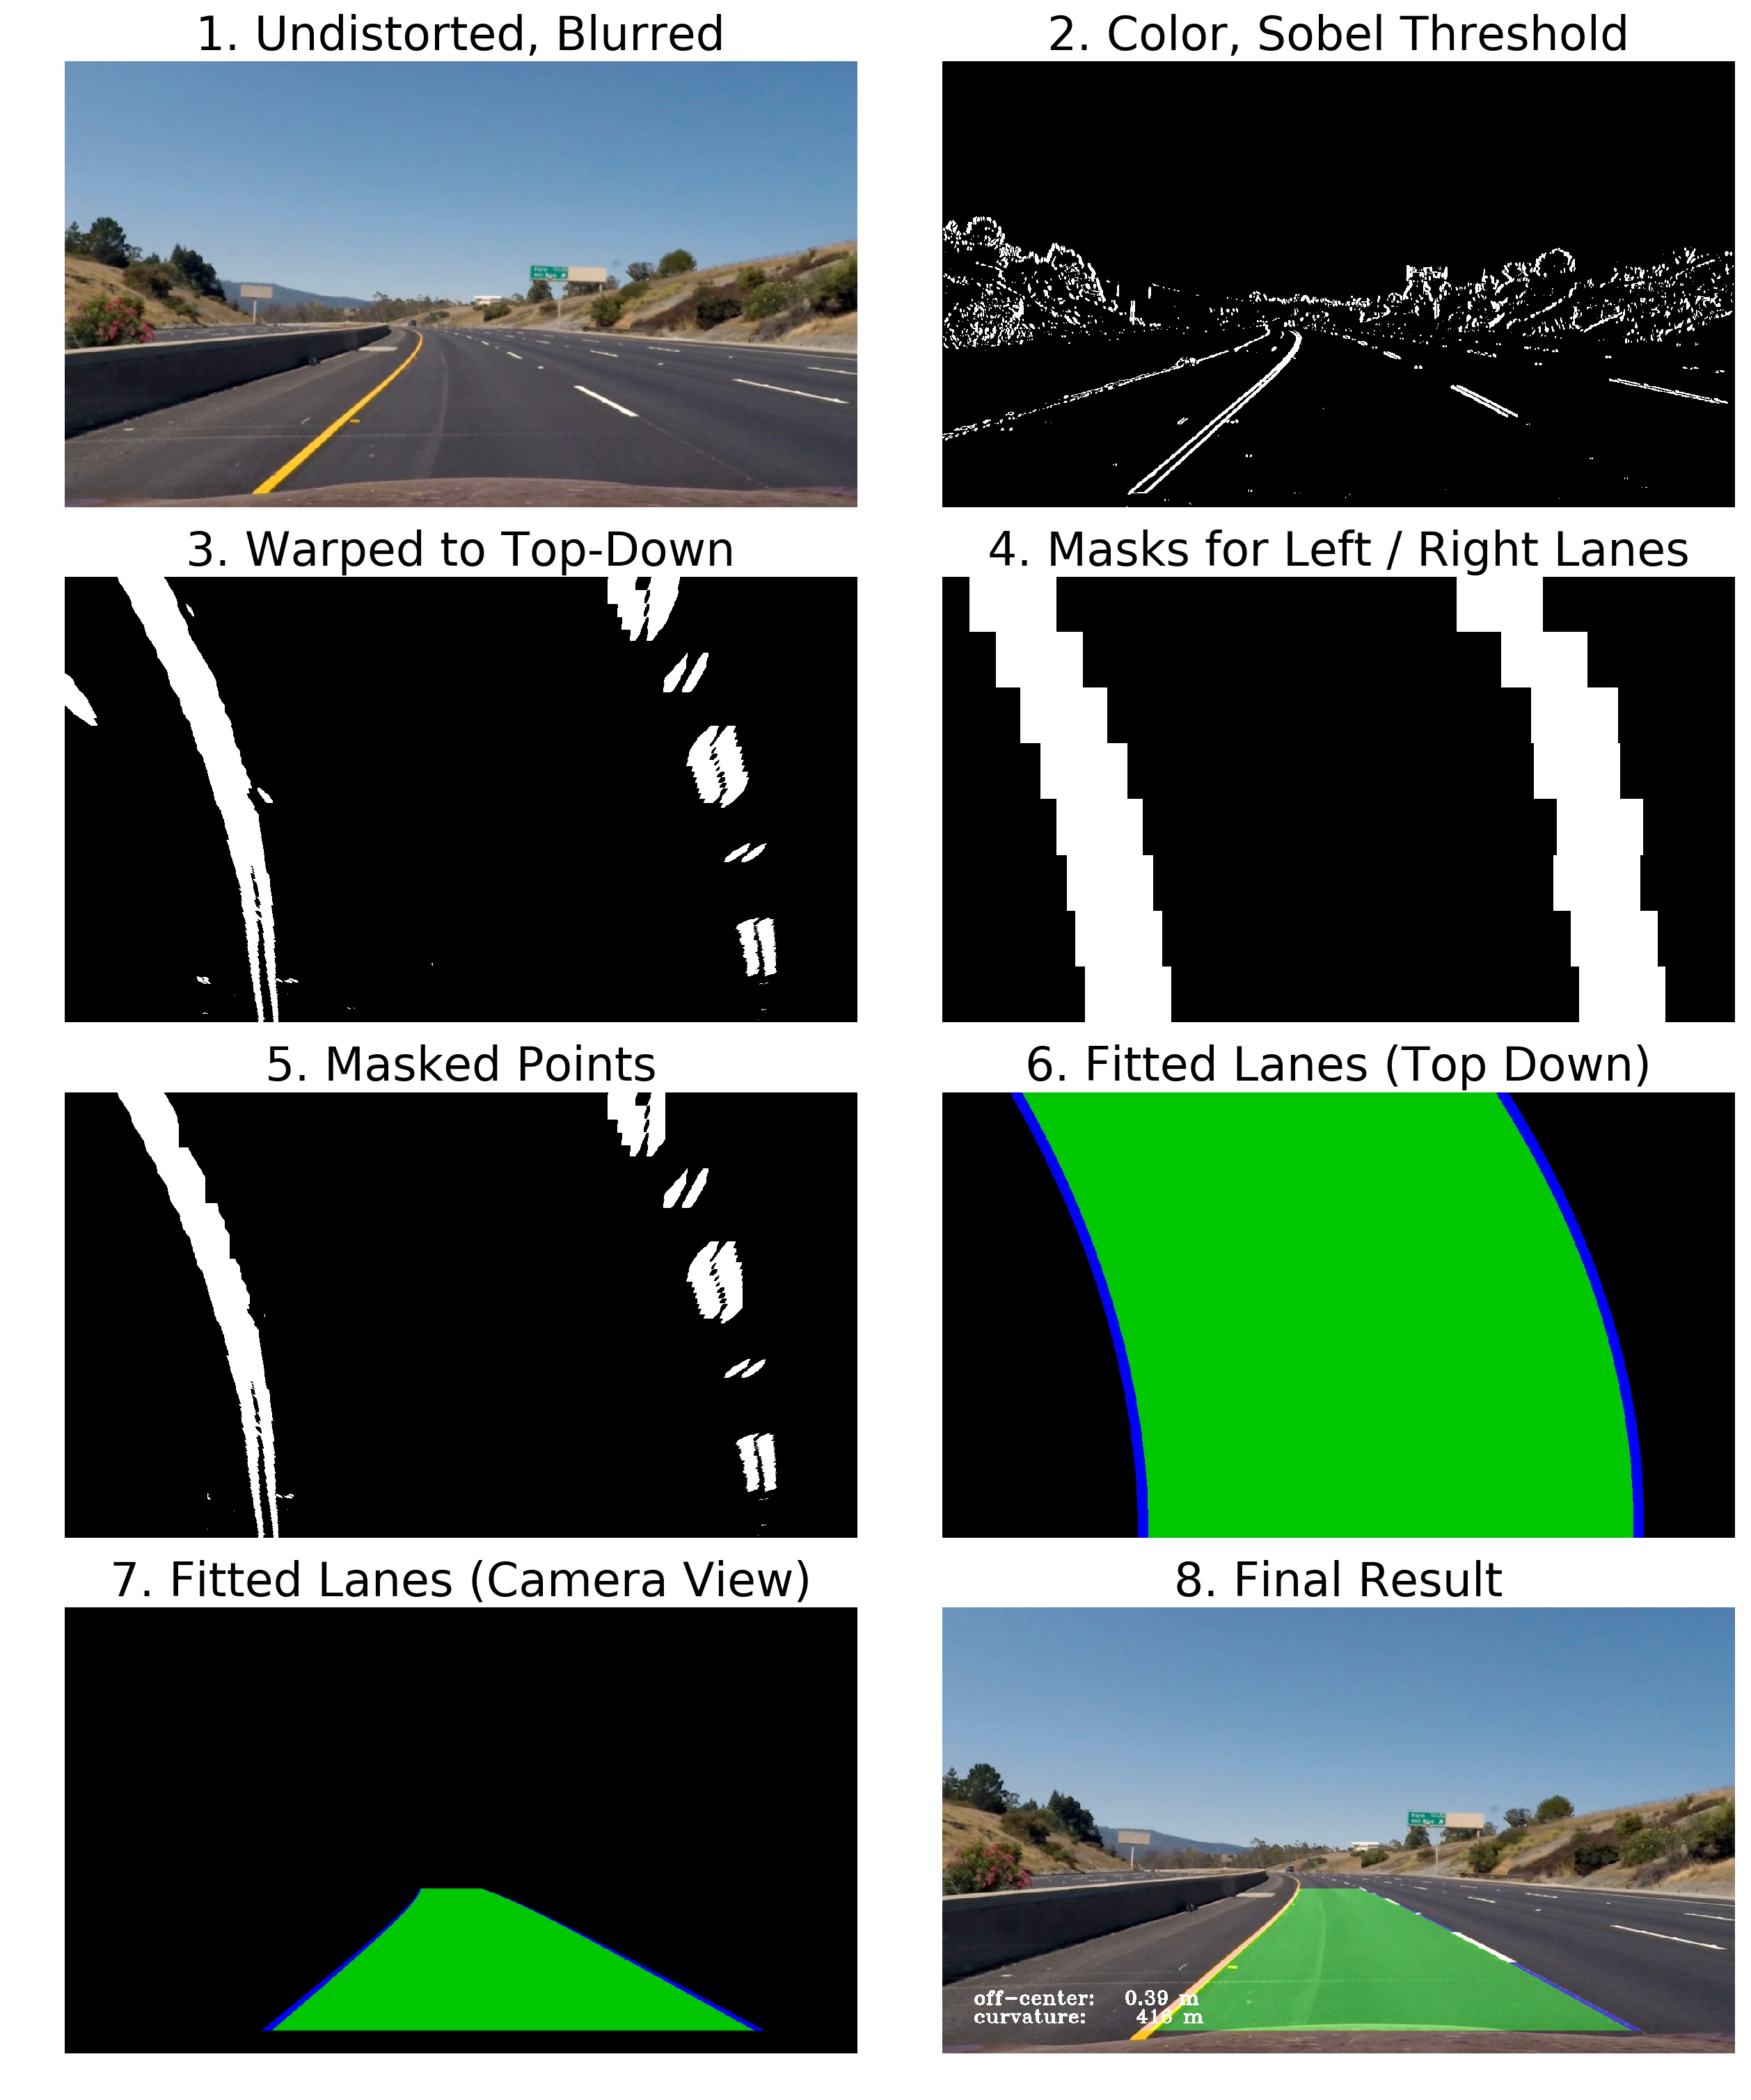 1. Undistorted, Blurred
2. Color, Sobel Threshold
3. Warped to Top-Down
4. Masks for Left / Right Lanes
5. Masked Points
6. Fitted Lanes (Top Down)
7. Fitted Lanes (Camera View)
8. Final Result
off-center: 0.39 m
curvature: 416 m